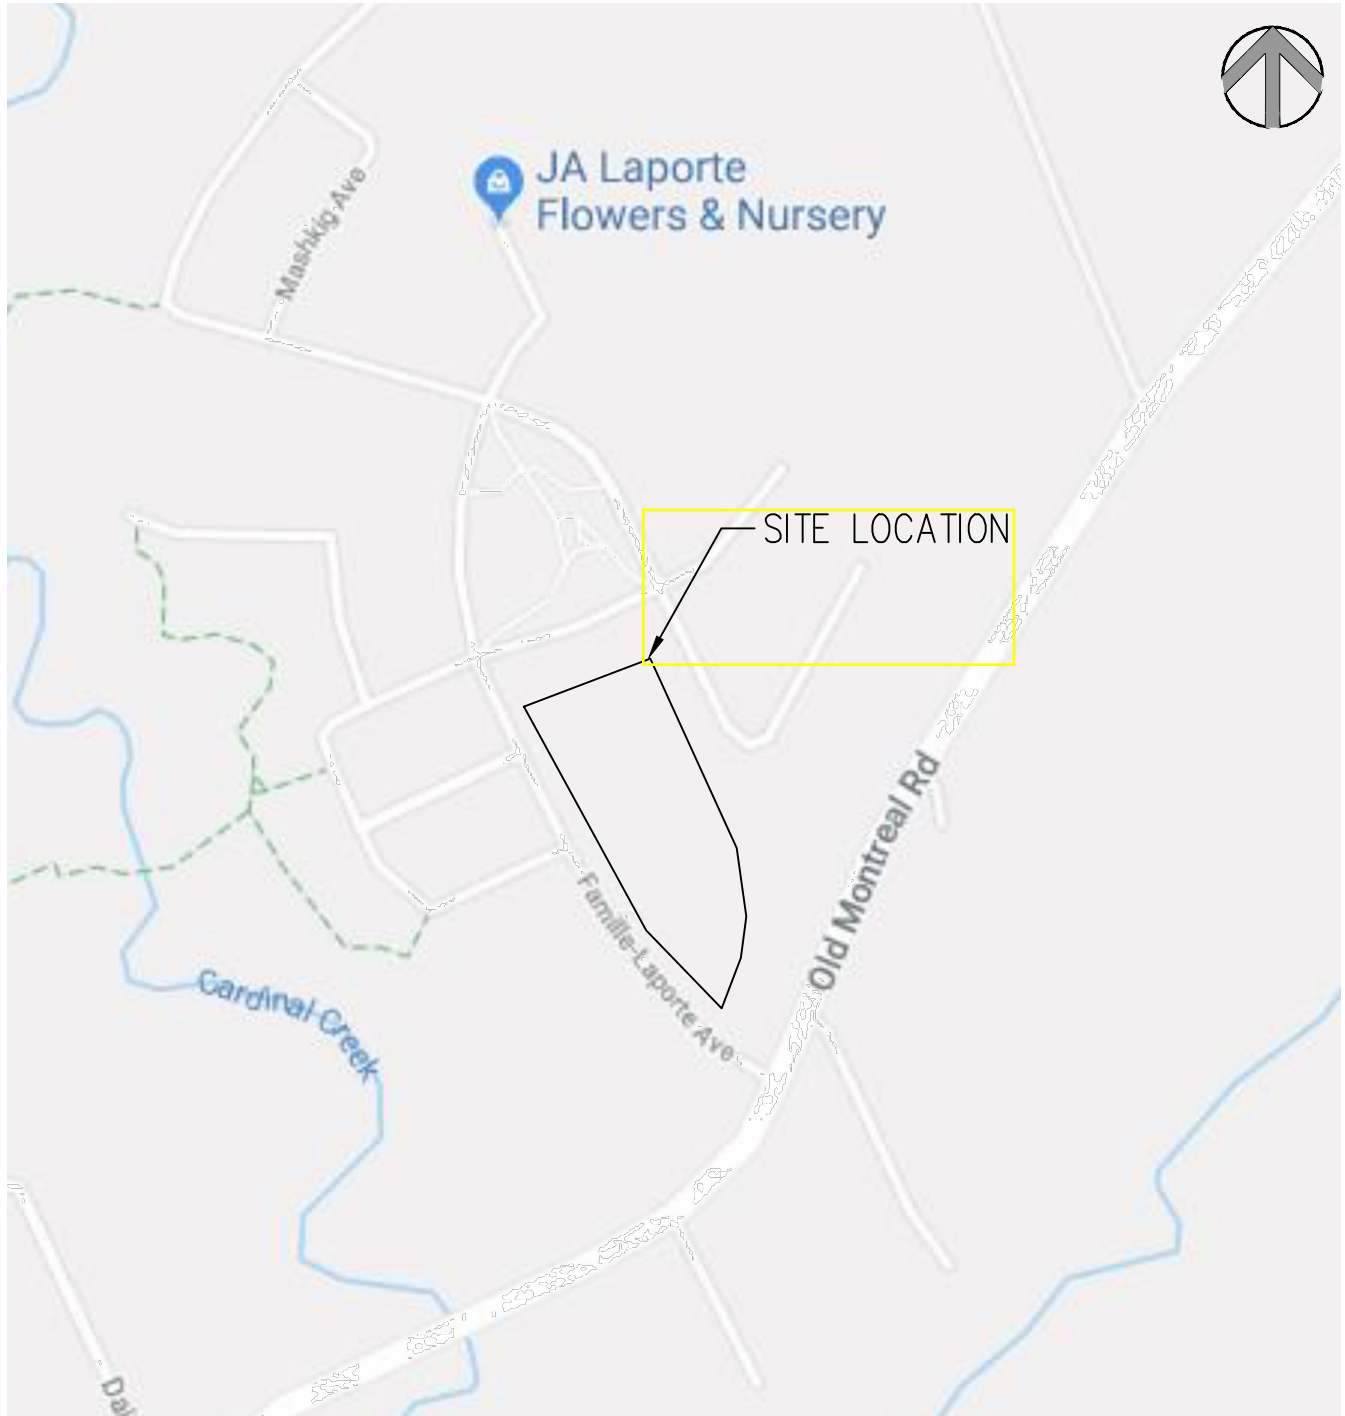 JA Laporte
Flowers & Nursery
Mashkig Ave
SITE LOCATION
Old Montreal Rd
Famille-Laporte Ave
Cardinal Creek